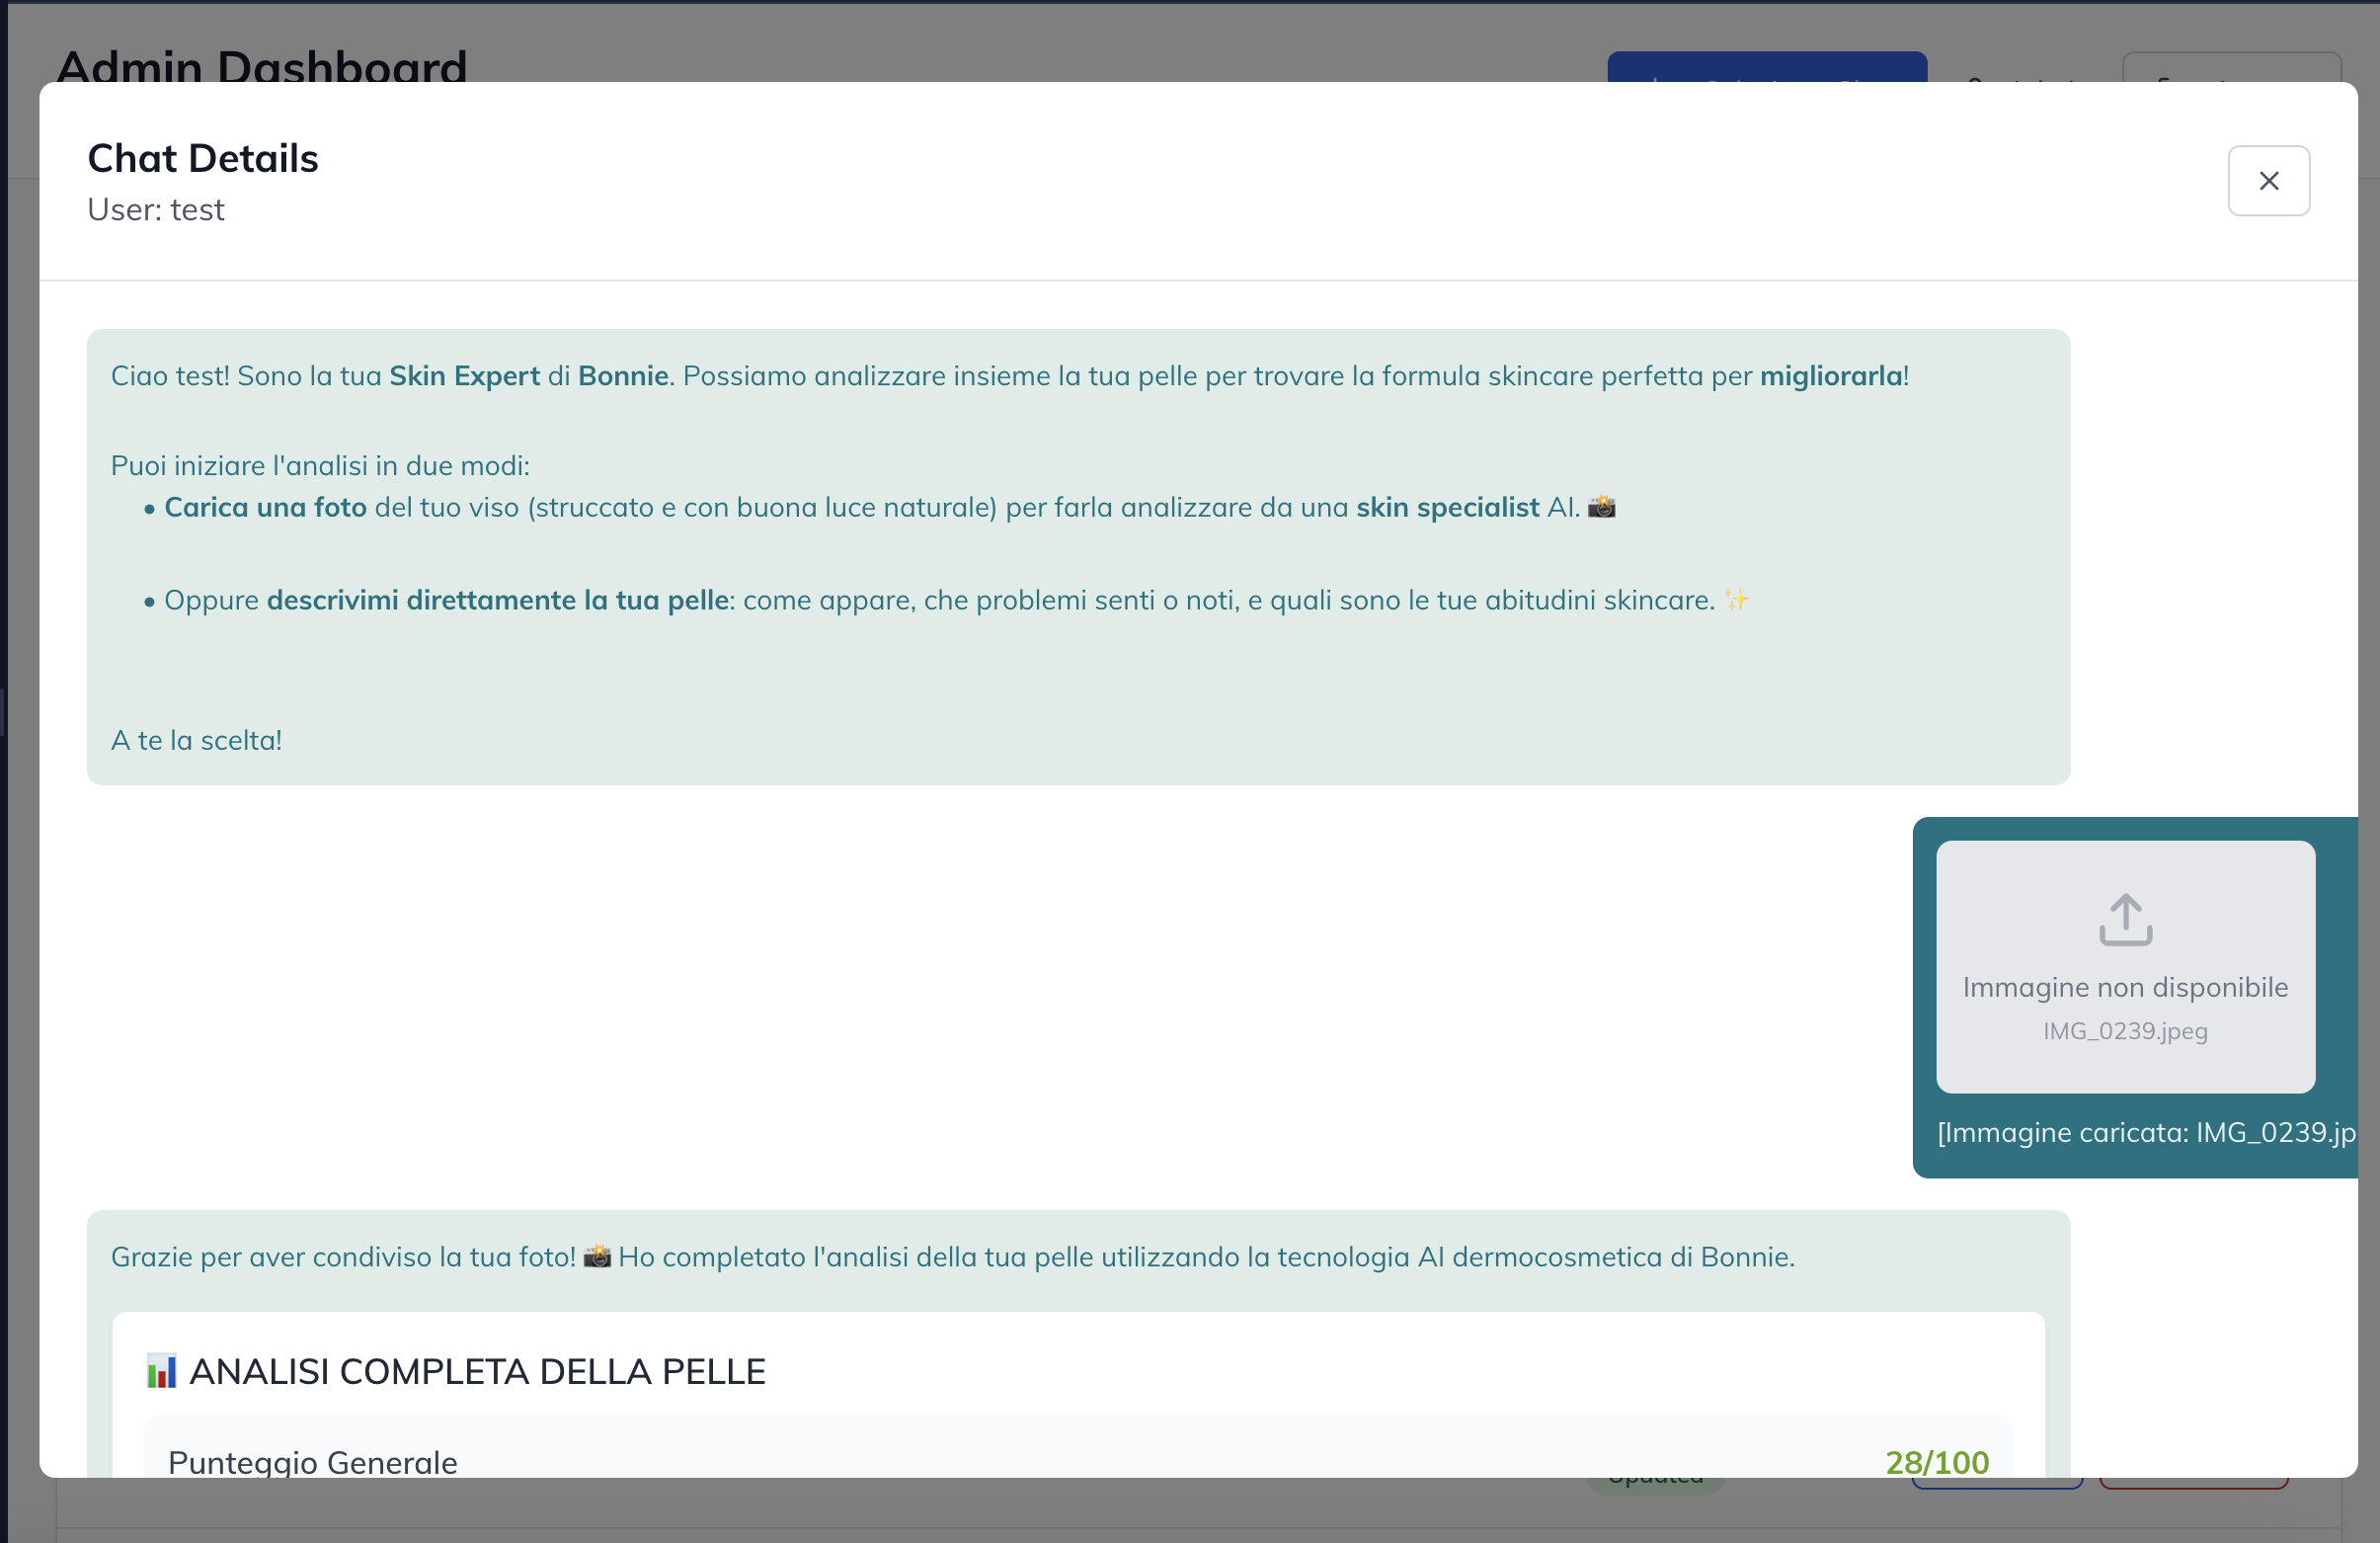 Admin Dashboard
Chat Details
User: test
Ciao test! Sono la tua Skin Expert di Bonnie. Possiamo analizzare insieme la tua pelle per trovare la formula skincare perfetta per migliorarla!
Puoi iniziare l'analisi in due modi:
• Carica una foto del tuo viso (struccato e con buona luce naturale) per farla analizzare da una skin specialist AI. 📸
• Oppure descrivimi direttamente la tua pelle: come appare, che problemi senti o noti, e quali sono le tue abitudini skincare. ✨
A te la scelta!
Immagine non disponibile
IMG_0239.jpeg
[Immagine caricata: IMG_0239.jp
Grazie per aver condiviso la tua foto! 📸 Ho completato l'analisi della tua pelle utilizzando la tecnologia AI dermocosmetica di Bonnie.
📊 ANALISI COMPLETA DELLA PELLE
Punteggio Generale 28/100
Updated